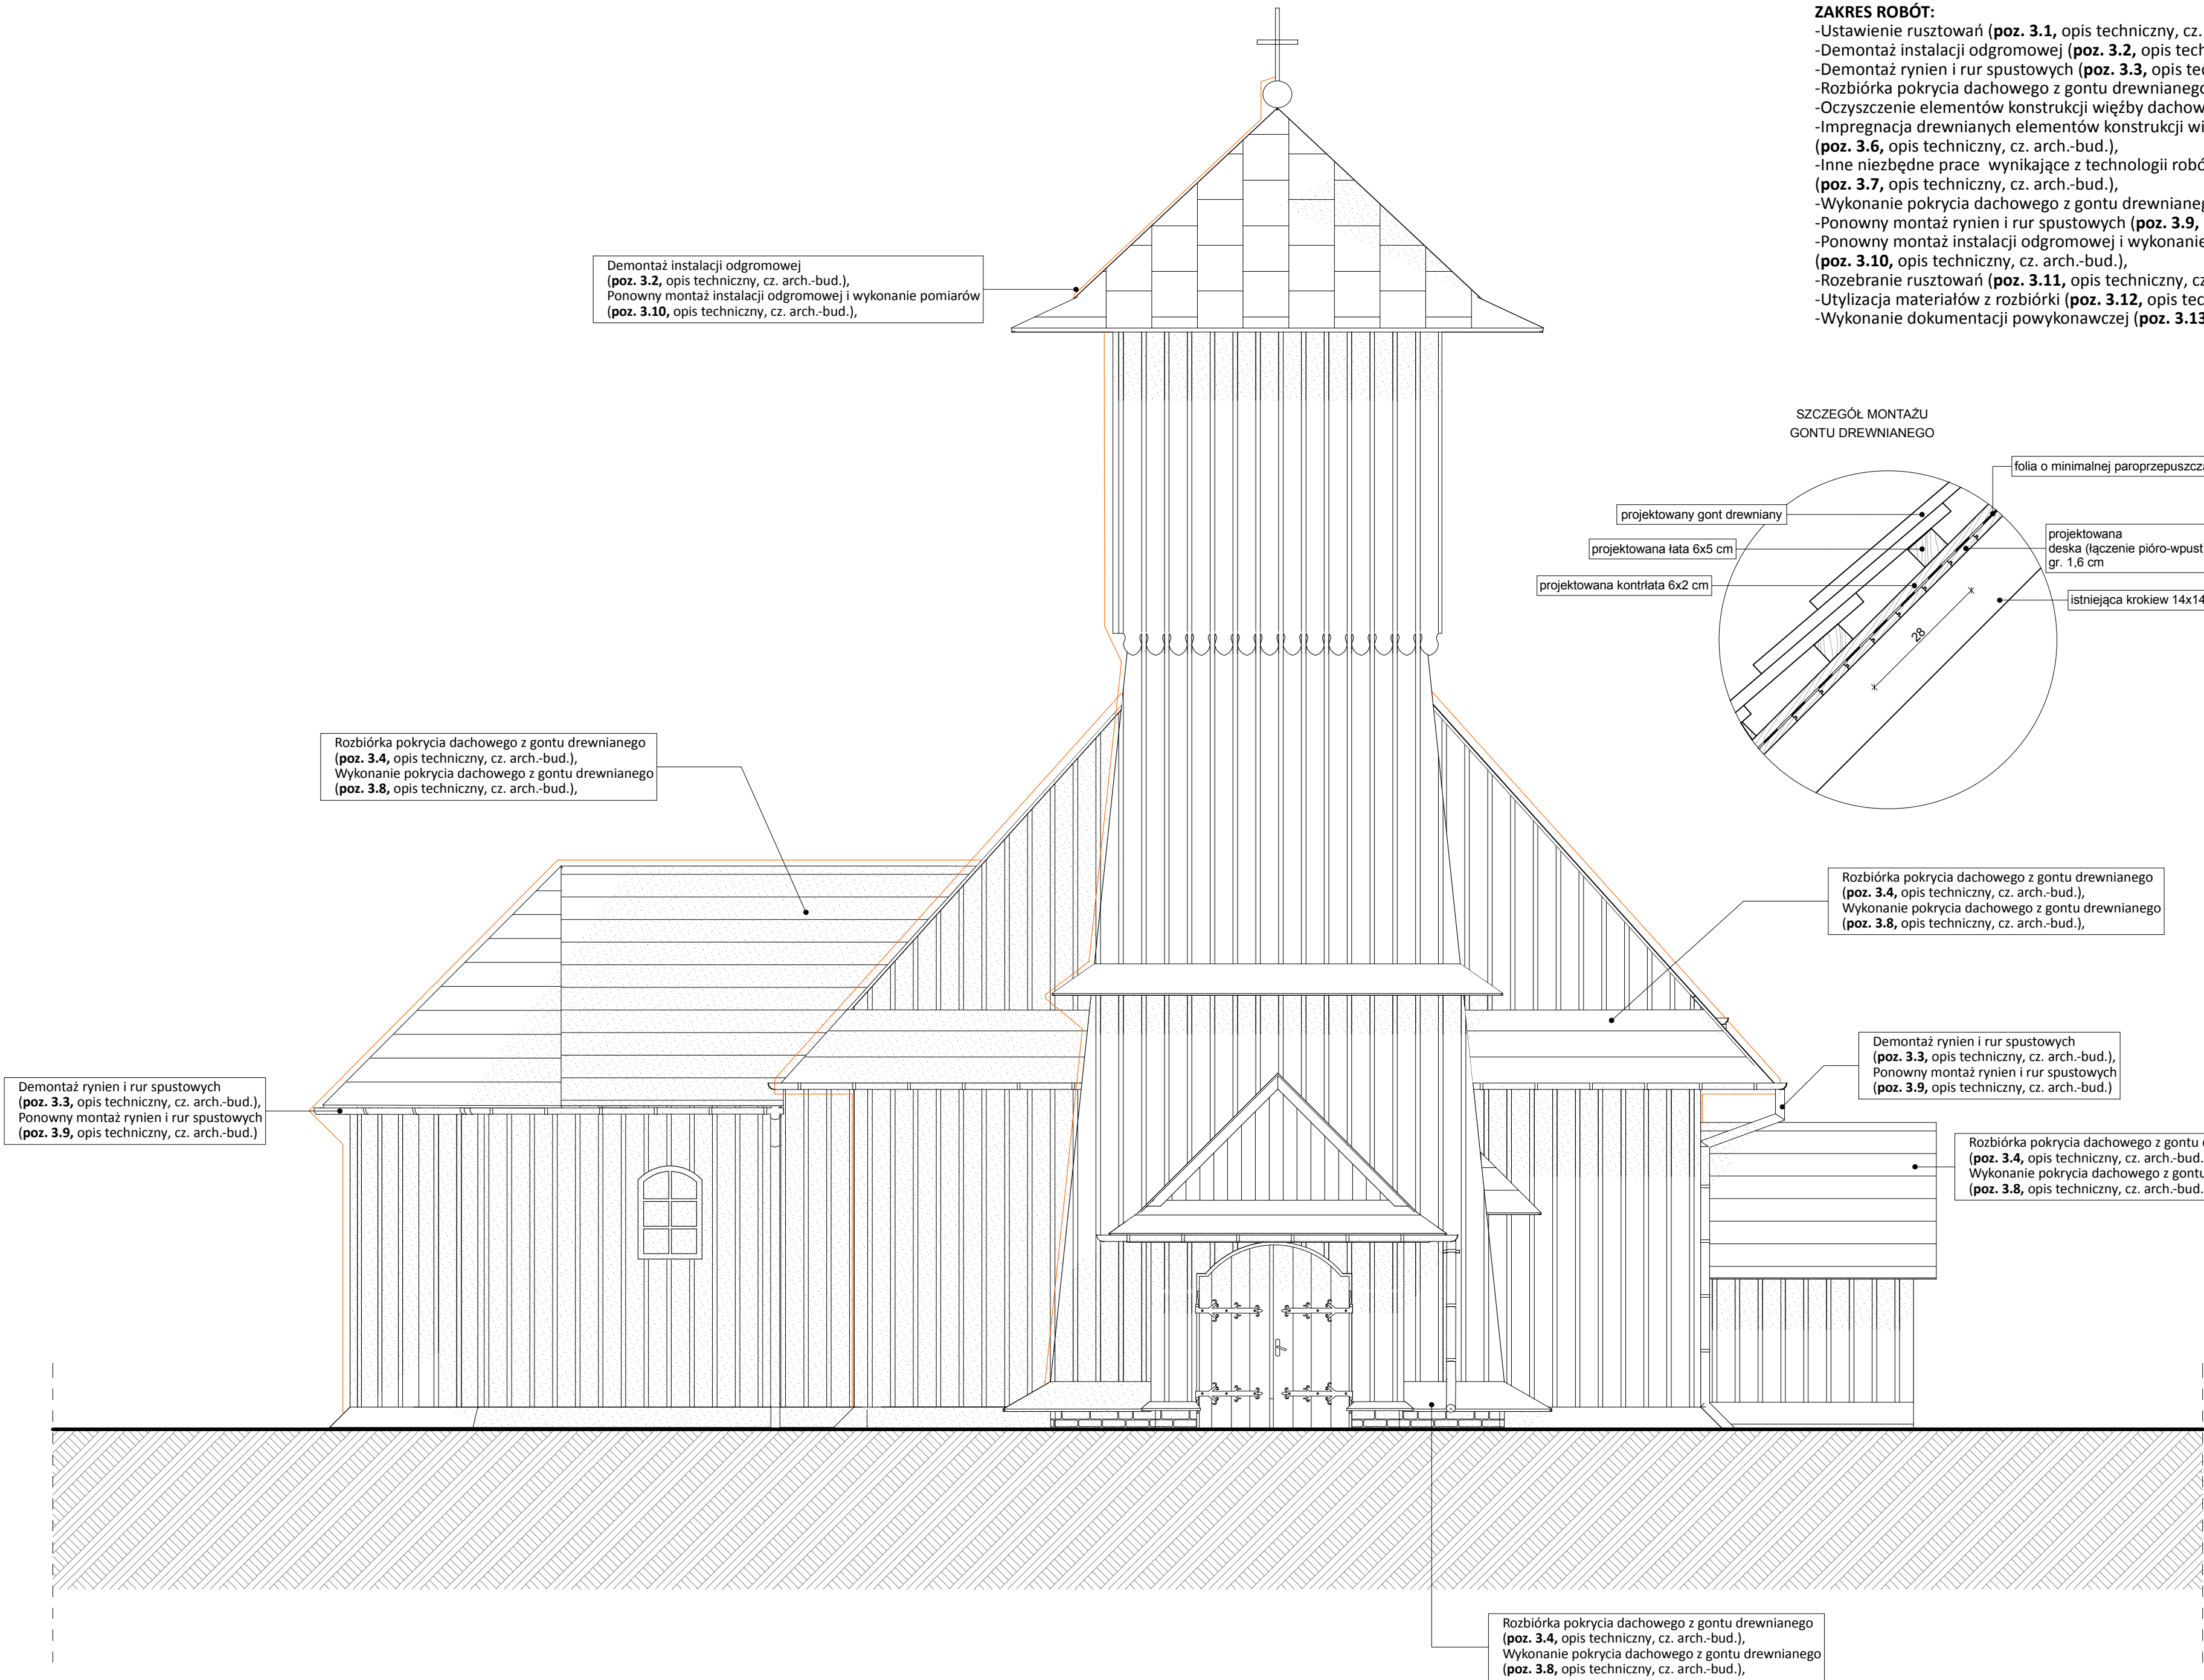 ZAKRES ROBÓT:
-Ustawienie rusztowań (poz. 3.1, opis techniczny, cz.
-Demontaż instalacji odgromowej (poz. 3.2, opis
-Demontaż rynien i rur spustowych (poz. 3.3, opis
-Rozbiórka pokrycia dachowego z gontu drewnianego
-Oczyszczenie elementów konstrukcji więźby
-Impregnacja drewnianych elementów konstrukcji
(poz. 3.6, opis techniczny, cz. arch.-bud.),
-Inne niezbędne prace wynikające z technologii
(poz. 3.7, opis techniczny, cz. arch.-bud.),
-Wykonanie pokrycia dachowego z gontu
-Ponowny montaż rynien i rur spustowych (poz. 3.9,
-Ponowny montaż instalacji odgromowej i wykonanie
(poz. 3.10, opis techniczny, cz. arch.-bud.),
-Rozebranie rusztowań (poz. 3.11, opis techniczny,
-Utylizacja materiałów z rozbiórki (poz. 3.12, opis
-Wykonanie dokumentacji powykonawczej (poz. 3.13
Demontaż instalacji odgromowej
(poz. 3.2, opis techniczny, cz. arch.-bud.),
Ponowny montaż instalacji odgromowej i wykonanie pomiarów
(poz. 3.10, opis techniczny, cz. arch.-bud.),
SZCZEGÓŁ MONTAŻU
GONTU DREWNIANEGO
folia o minimalnej
projektowany gont drewniany
projektowana łata 6x5 cm
projektowana kontrłata 6x2 cm
projektowana
deska (łączenie pióro-wpust
gr. 1,6 cm
istniejąca krokiew 14x14
28
Rozbiórka pokrycia dachowego z gontu drewnianego
(poz. 3.4, opis techniczny, cz. arch.-bud.),
Wykonanie pokrycia dachowego z gontu drewnianego
(poz. 3.8, opis techniczny, cz. arch.-bud.),
Rozbiórka pokrycia dachowego z gontu drewnianego
(poz. 3.4, opis techniczny, cz. arch.-bud.),
Wykonanie pokrycia dachowego z gontu drewnianego
(poz. 3.8, opis techniczny, cz. arch.-bud.),
Demontaż rynien i rur spustowych
(poz. 3.3, opis techniczny, cz. arch.-bud.),
Ponowny montaż rynien i rur spustowych
(poz. 3.9, opis techniczny, cz. arch.-bud.)
Demontaż rynien i rur spustowych
(poz. 3.3, opis techniczny, cz. arch.-bud.),
Ponowny montaż rynien i rur spustowych
(poz. 3.9, opis techniczny, cz. arch.-bud.)
Rozbiórka pokrycia dachowego z gontu
(poz. 3.4, opis techniczny, cz. arch.-bud.
Wykonanie pokrycia dachowego z gontu
(poz. 3.8, opis techniczny, cz. arch.-bud.
Rozbiórka pokrycia dachowego z gontu drewnianego
(poz. 3.4, opis techniczny, cz. arch.-bud.),
Wykonanie pokrycia dachowego z gontu drewnianego
(poz. 3.8, opis techniczny, cz. arch.-bud.),